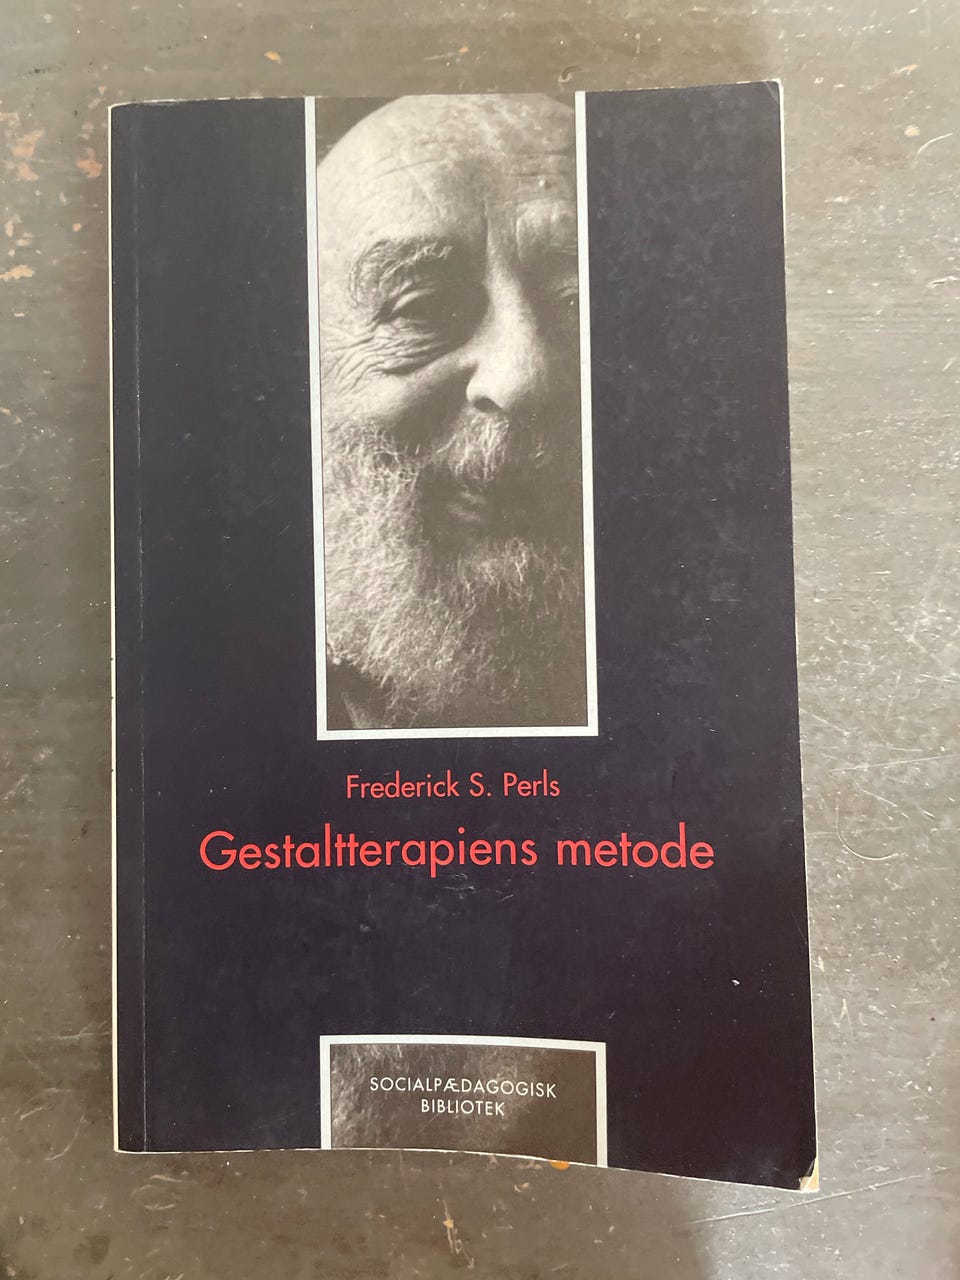 Frederick S. Perls
Gestaltterapiens metode
SOCIALPÆDAGOGISK
BIBLIOTEK